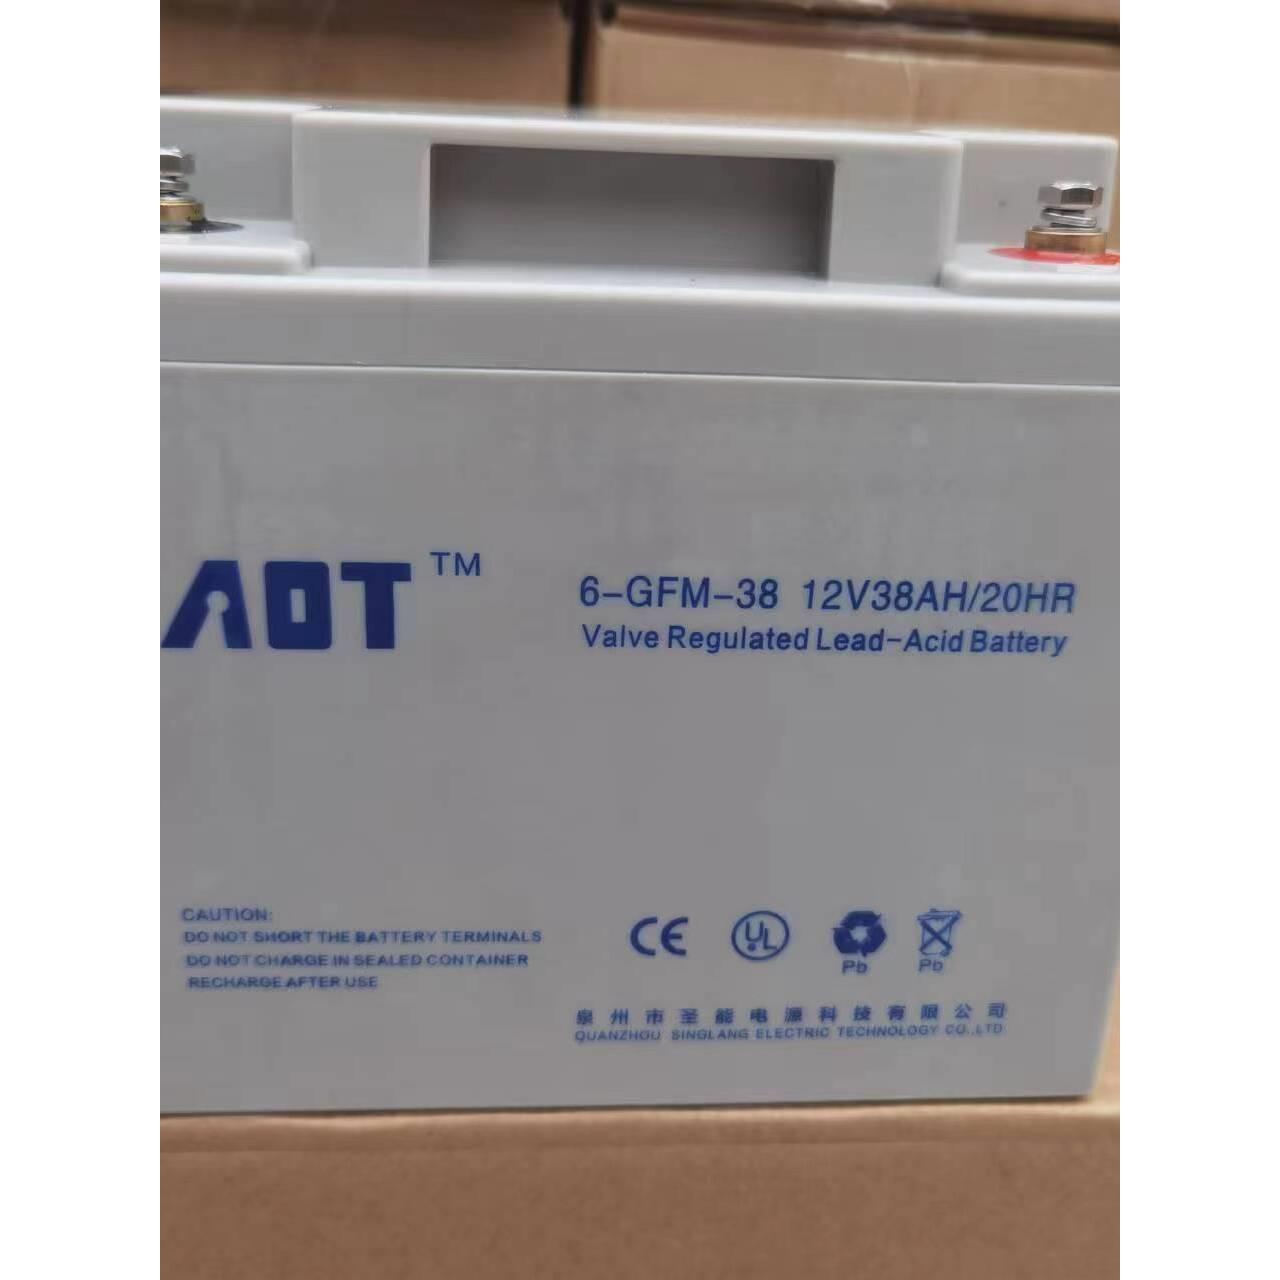 AOT™
6-GFM-38 12V38AH/20HR
Valve Regulated Lead-Acid Battery
CAUTION:
DO NOT SHORT THE BATTERY TERMINALS
DO NOT CHARGE IN SEALED CONTAINER
RECHARGE AFTER USE
CE
UL
Pb
Pb
泉州市圣能电源科技有限公司
QUANZHOU SINGLANG ELECTRIC TECHNOLOGY CO.,LTD